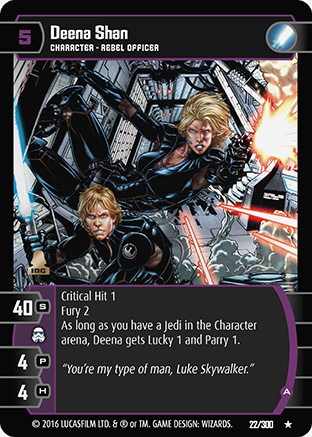 5
Deena Shan
CHARACTER - REBEL OFFICER
IDC
40 S
4 P
4 H
Critical Hit 1
Fury 2
As long as you have a Jedi in the Character
arena, Deena gets Lucky 1 and Parry 1.
“You’re my type of man, Luke Skywalker.”
A
© 2016 LUCASFILM LTD. & ® or TM. GAME DESIGN: WIZARDS. 22/300 ★